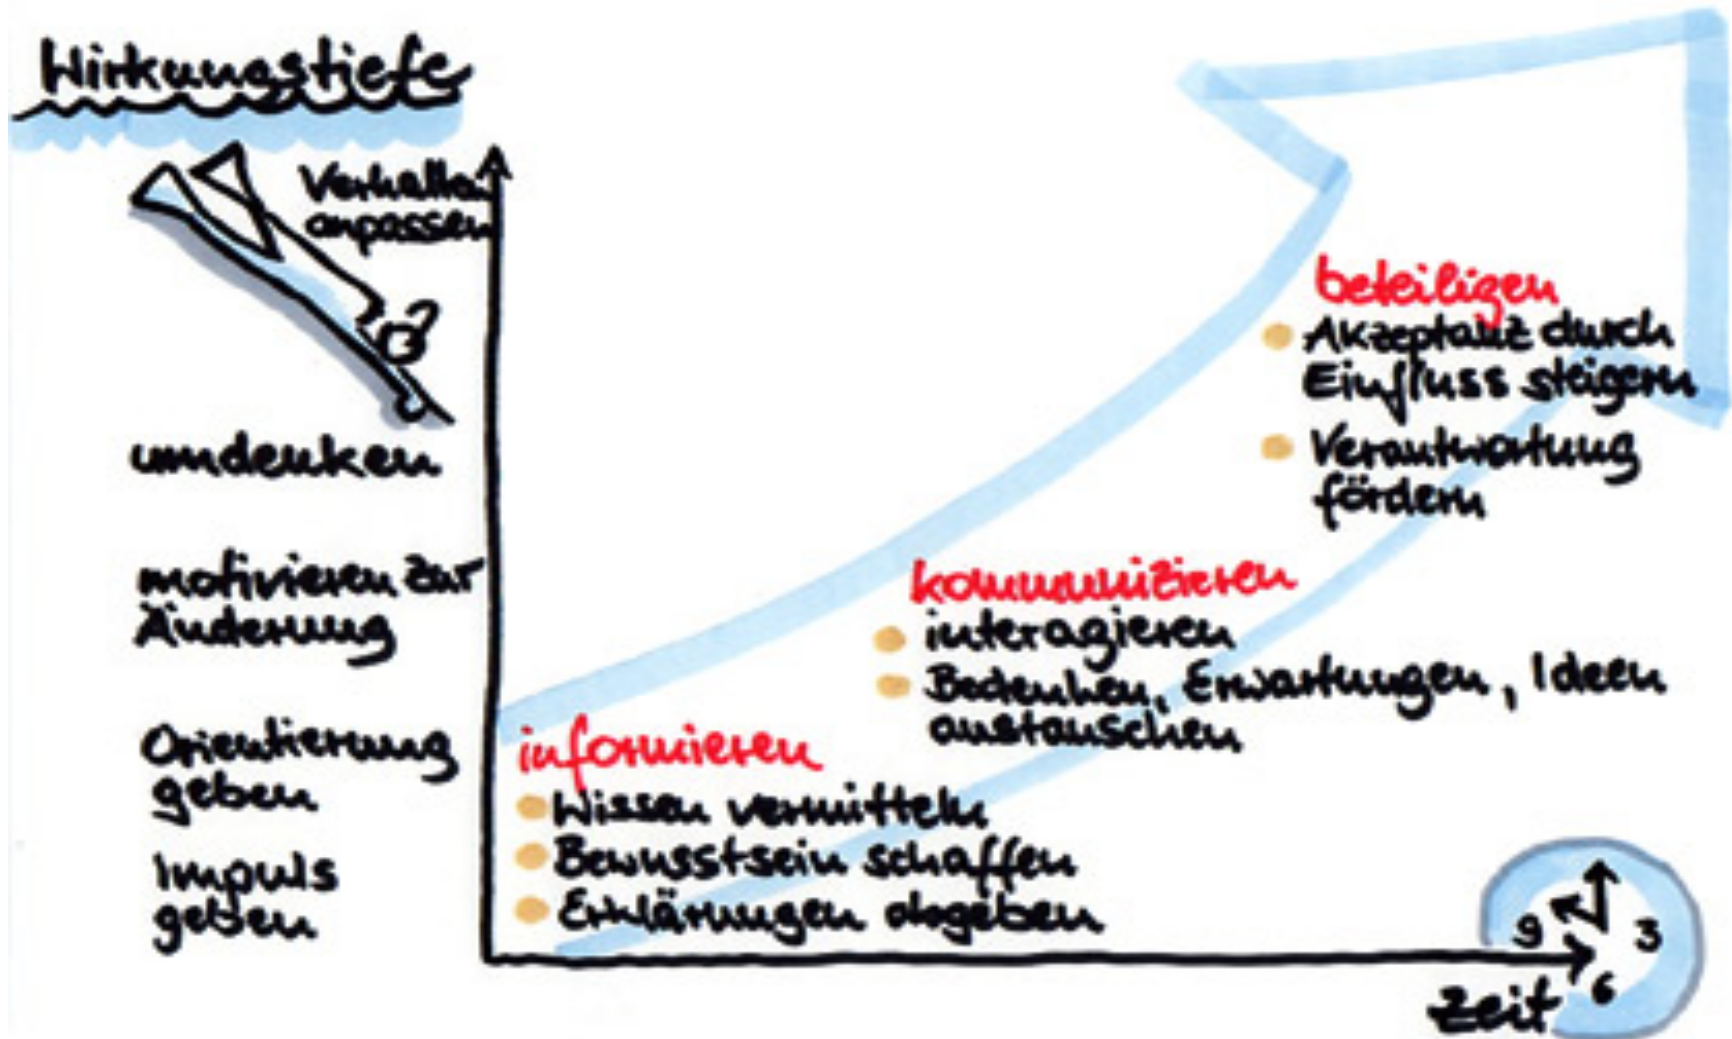 Wirkungstiefe
Verhalten
anpassen
umdenken
motivieren zur
Änderung
Orientierung
geben
Impuls
geben
beteiligen
Akzeptanz durch
Einfluss steigern
Verantwortung
fördern
kommunizieren
interagieren
Bedenken, Erwartungen, Ideen
austauschen
informieren
Wissen vermitteln
Bewusstsein schaffen
Erklärungen abgeben
9 3
6
Zeit